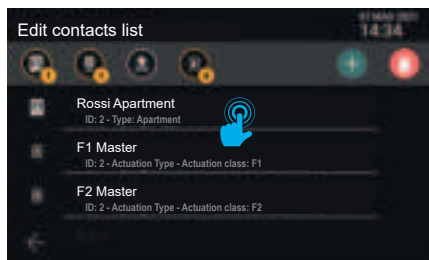 Edit contacts list
14:34
Rossi Apartment
ID: 2 - Type: Apartment
F1 Master
ID: 2 - Actuation Type - Actuation class: F1
F2 Master
ID: 2 - Actuation Type - Actuation class: F2